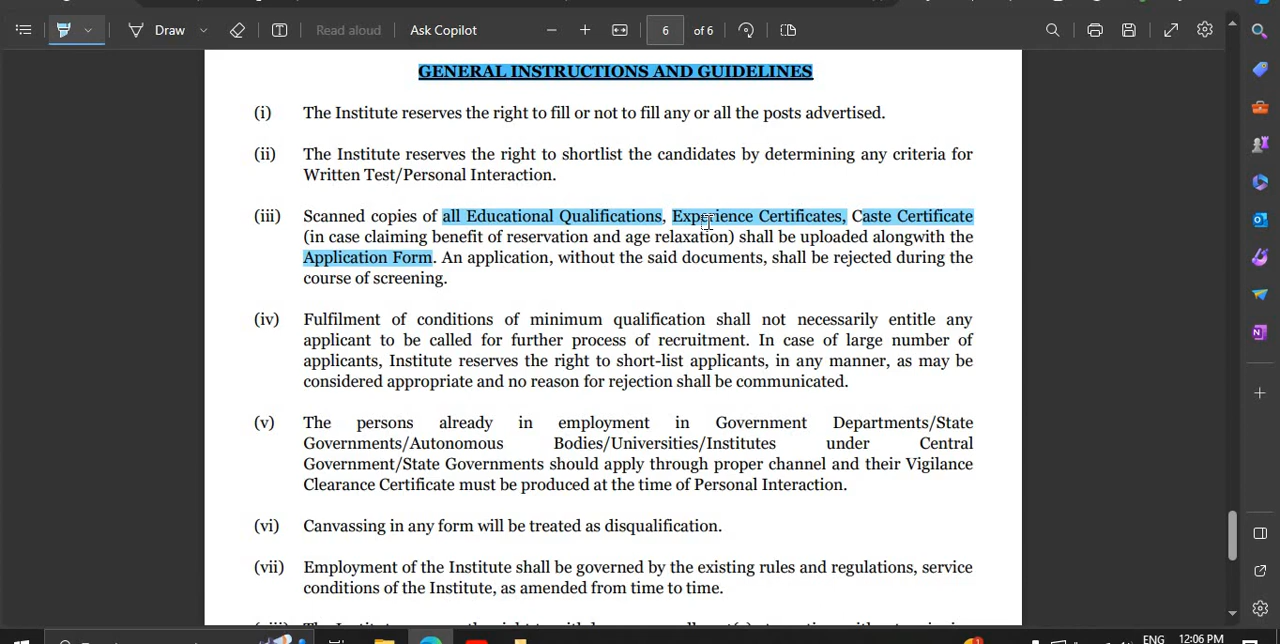 Draw
Read aloud
Ask Copilot
6
of 6
GENERAL INSTRUCTIONS AND GUIDELINES
(i) The Institute reserves the right to fill or not to fill any or all the posts advertised.
(ii) The Institute reserves the right to shortlist the candidates by determining any criteria for
Written Test/Personal Interaction.
(iii) Scanned copies of all Educational Qualifications, Experience Certificates, Caste Certificate
(in case claiming benefit of reservation and age relaxation) shall be uploaded alongwith the
Application Form. An application, without the said documents, shall be rejected during the
course of screening.
(iv) Fulfilment of conditions of minimum qualification shall not necessarily entitle any
applicant to be called for further process of recruitment. In case of large number of
applicants, Institute reserves the right to short-list applicants, in any manner, as may be
considered appropriate and no reason for rejection shall be communicated.
(v) The persons already in employment in Government Departments/State
Governments/Autonomous Bodies/Universities/Institutes under Central
Government/State Governments should apply through proper channel and their Vigilance
Clearance Certificate must be produced at the time of Personal Interaction.
(vi) Canvassing in any form will be treated as disqualification.
(vii) Employment of the Institute shall be governed by the existing rules and regulations, service
conditions of the Institute, as amended from time to time.
ENG
12:06 PM